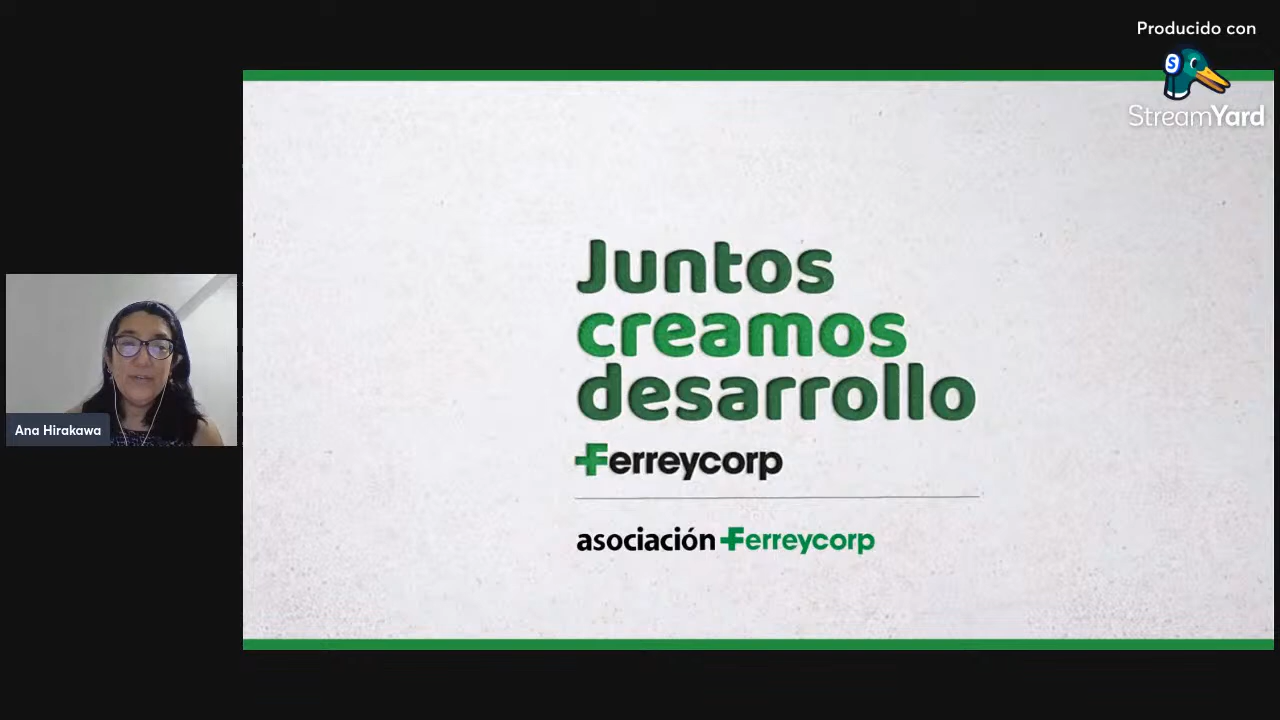 Producido con
S
StreamYard
Juntos
creamos
desarrollo
Ferreycorp
asociación Ferreycorp
Ana Hirakawa